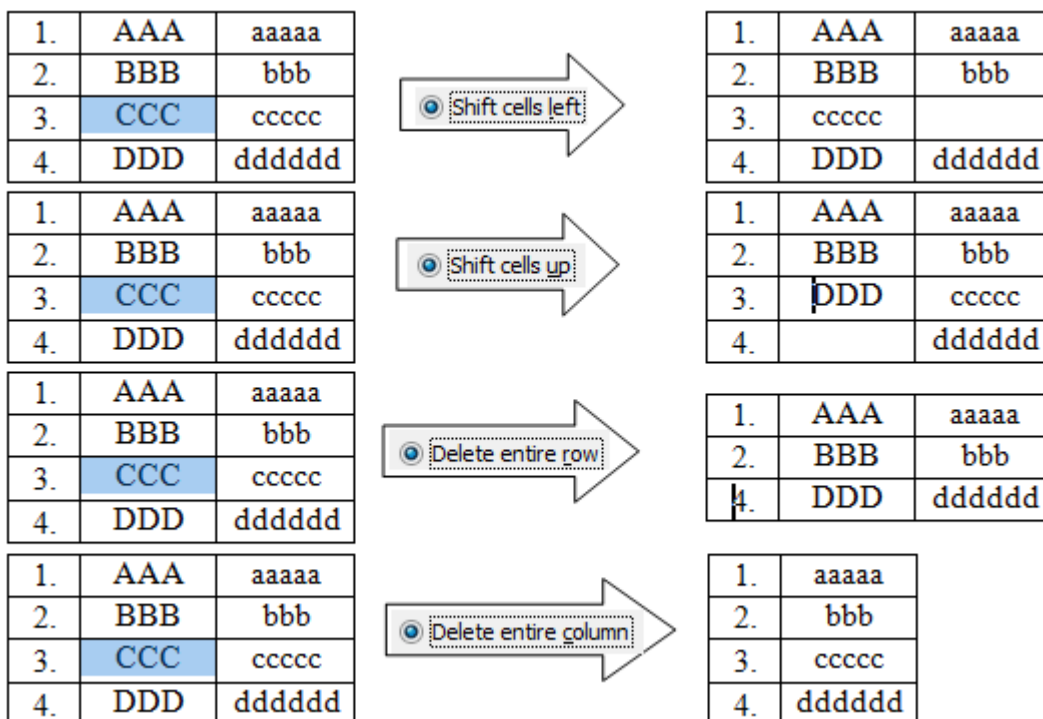 1. AAA aaaaa 1. AAA aaaaa
2. BBB bbb 2. BBB bbb
3. CCC ccccc Shift cells left 3. ccccc
4. DDD dddddd 4. DDD dddddd
1. AAA aaaaa 1. AAA aaaaa
2. BBB bbb Shift cells up 2. BBB bbb
3. CCC ccccc 3. DDD ccccc
4. DDD dddddd 4. dddddd
1. AAA aaaaa 1. AAA aaaaa
2. BBB bbb Delete entire row 2. BBB bbb
3. CCC ccccc 4. DDD dddddd
4. DDD dddddd
1. AAA aaaaa 1. aaaaa
2. BBB bbb Delete entire column 2. bbb
3. CCC ccccc 3. ccccc
4. DDD dddddd 4. dddddd